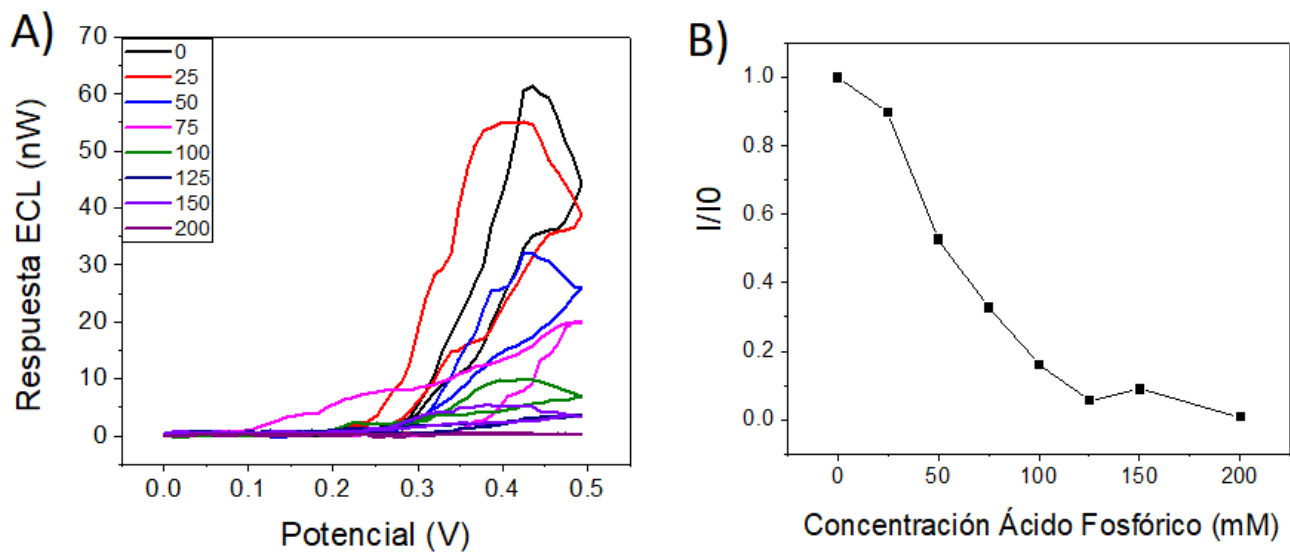 A)
Respuesta ECL (nW)
70
60
50
40
30
20
10
0
0
25
50
75
100
125
150
200
0.0 0.1 0.2 0.3 0.4 0.5
Potencial (V)
B)
I/I0
1.0
0.8
0.6
0.4
0.2
0.0
0 50 100 150 200
Concentración Ácido Fosfórico (mM)